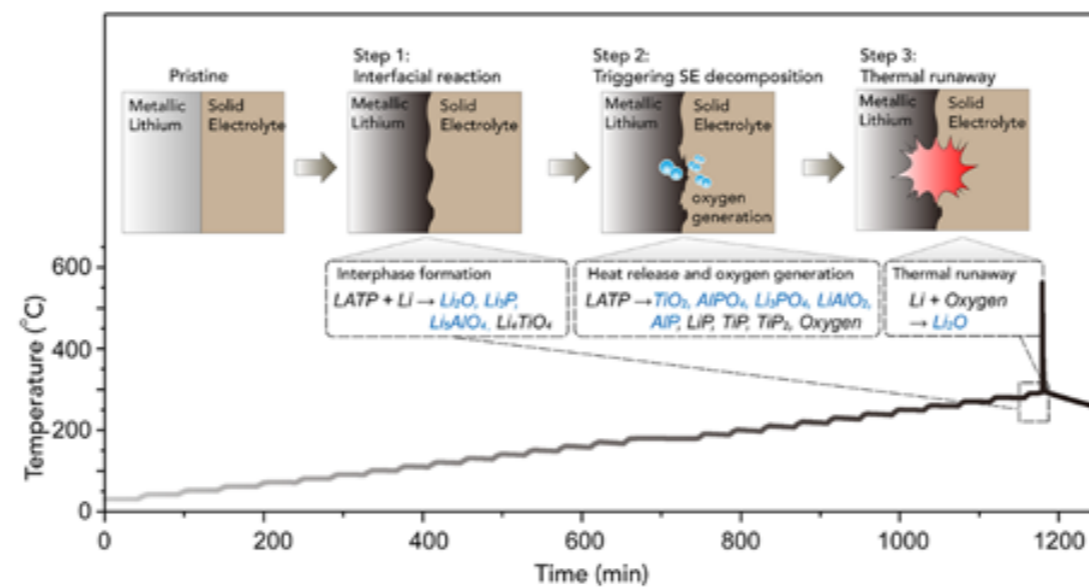 Pristine
Metallic
Lithium
Solid
Electrolyte
Step 1:
Interfacial reaction
Metallic
Lithium
Solid
Electrolyte
Step 2:
Triggering SE decomposition
Metallic
Lithium
Solid
Electrolyte
oxygen
generation
Step 3:
Thermal runaway
Metallic
Lithium
Solid
Electrolyte
Interphase formation
LATP + Li → Li₂O, Li₃P,
Li₅AlO₄, Li₄TiO₄
Heat release and oxygen generation
LATP → TiO₂, AlPO₄, Li₃PO₄, LiAlO₂,
AlP, LiP, TiP, TiP₂, Oxygen
Thermal runaway
Li + Oxygen
→ Li₂O
Temperature (°C)
600
400
200
0
0 200 400 600 800 1000 1200
Time (min)